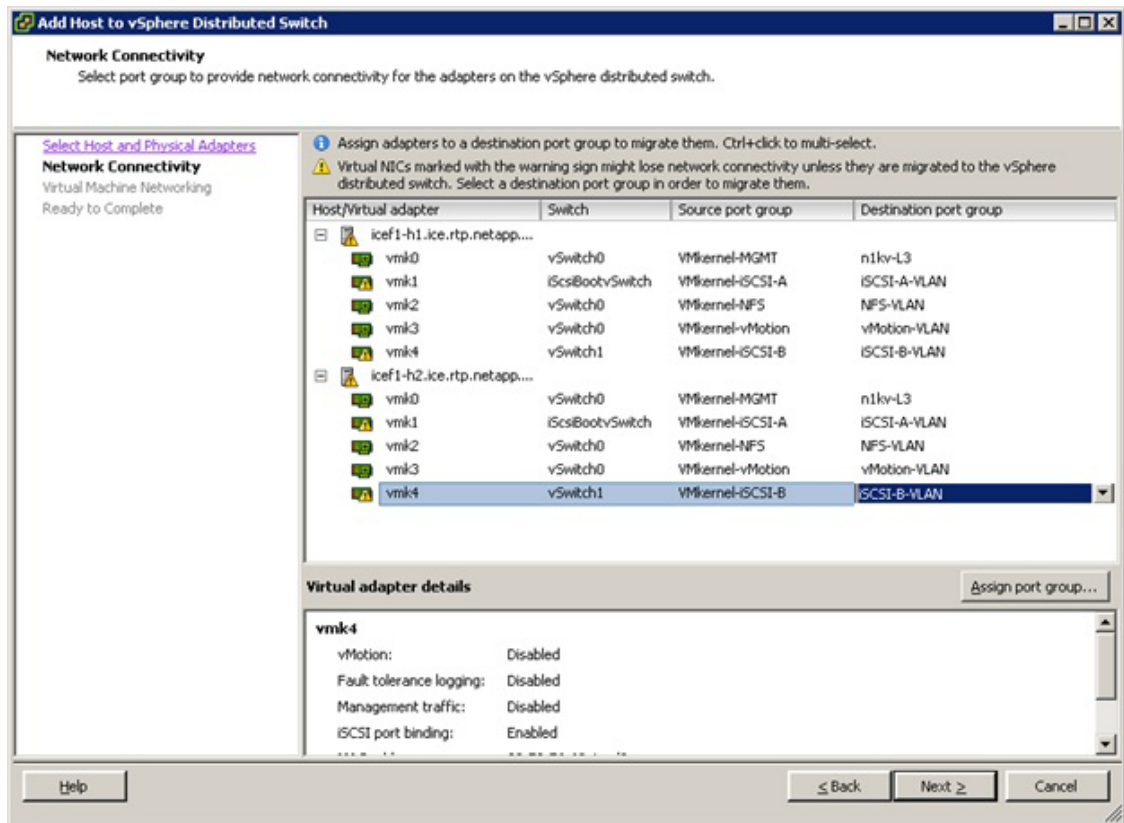 Add Host to vSphere Distributed Switch
Network Connectivity
Select port group to provide network connectivity for the adapters on the vSphere distributed switch.
Select Host and Physical Adapters
Network Connectivity
Virtual Machine Networking
Ready to Complete
Assign adapters to a destination port group to migrate them. Ctrl+click to multi-select.
Virtual NICs marked with the warning sign might lose network connectivity unless they are migrated to the vSphere
distributed switch. Select a destination port group in order to migrate them.
Host/Virtual adapter Switch Source port group Destination port group
icef1-h1.ice.rtp.netapp....
vmk0 vSwitch0 VMkernel-MGMT n1kv-L3
vmk1 iScsiBootvSwitch VMkernel-iSCSI-A iSCSI-A-VLAN
vmk2 vSwitch0 VMkernel-NFS NFS-VLAN
vmk3 vSwitch0 VMkernel-vMotion vMotion-VLAN
vmk4 vSwitch1 VMkernel-iSCSI-B iSCSI-B-VLAN
icef1-h2.ice.rtp.netapp....
vmk0 vSwitch0 VMkernel-MGMT n1kv-L3
vmk1 iScsiBootvSwitch VMkernel-iSCSI-A iSCSI-A-VLAN
vmk2 vSwitch0 VMkernel-NFS NFS-VLAN
vmk3 vSwitch0 VMkernel-vMotion vMotion-VLAN
vmk4 vSwitch1 VMkernel-iSCSI-B iSCSI-B-VLAN
Virtual adapter details
Assign port group...
vmk4
vMotion: Disabled
Fault tolerance logging: Disabled
Management traffic: Disabled
iSCSI port binding: Enabled
Help
≤ Back Next ≥ Cancel